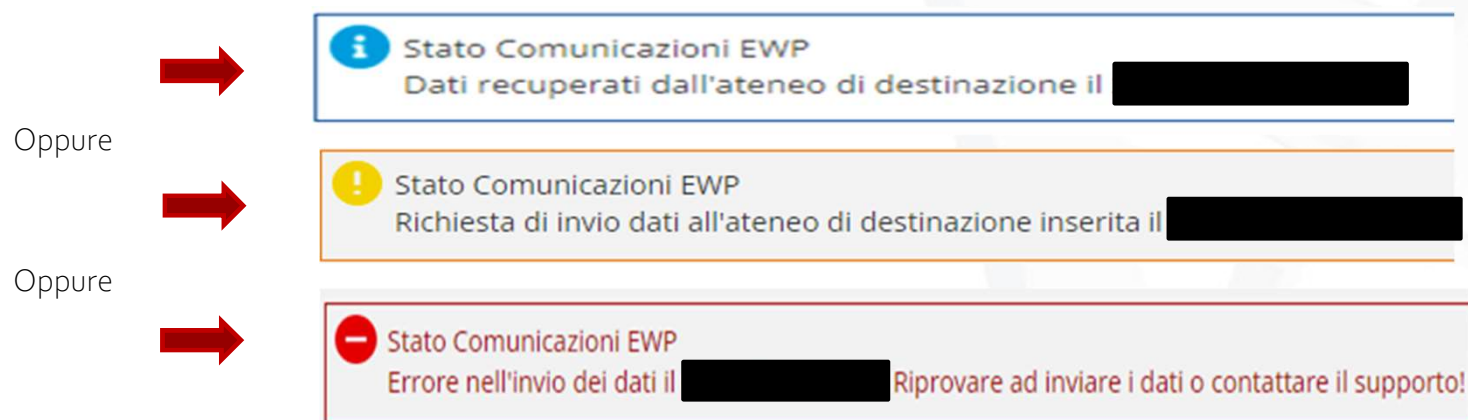 Stato Comunicazioni EWP
Dati recuperati dall'ateneo di destinazione il
Oppure
Stato Comunicazioni EWP
Richiesta di invio dati all'ateneo di destinazione inserita il
Oppure
Stato Comunicazioni EWP
Errore nell'invio dei dati il Riprovare ad inviare i dati o contattare il supporto!